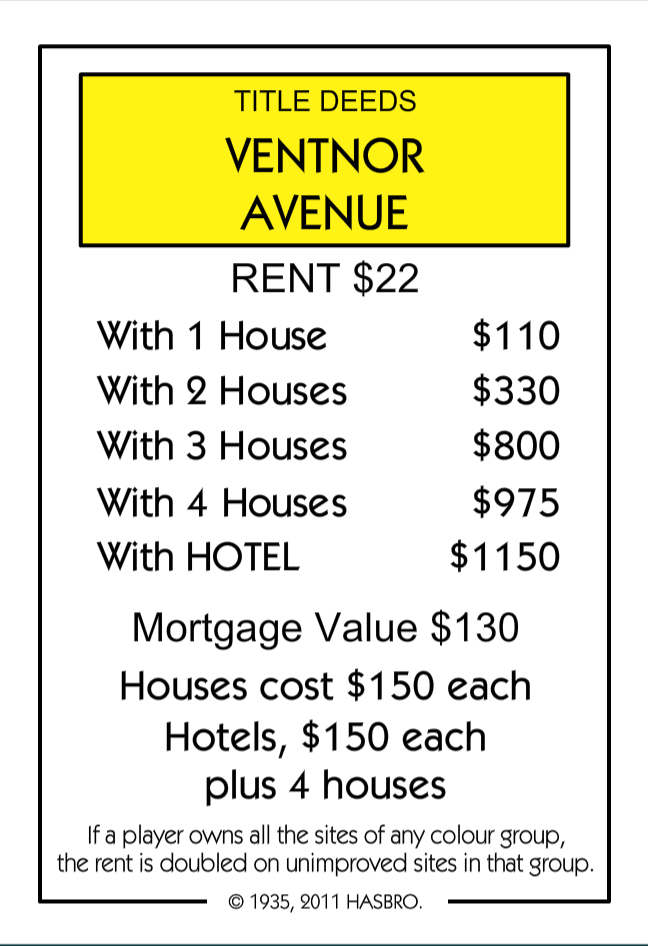 TITLE DEEDS
VENTNOR
AVENUE
RENT $22
With 1 House $110
With 2 Houses $330
With 3 Houses $800
With 4 Houses $975
With HOTEL $1150
Mortgage Value $130
Houses cost $150 each
Hotels, $150 each
plus 4 houses
If a player owns all the sites of any colour group,
the rent is doubled on unimproved sites in that group.
© 1935, 2011 HASBRO.